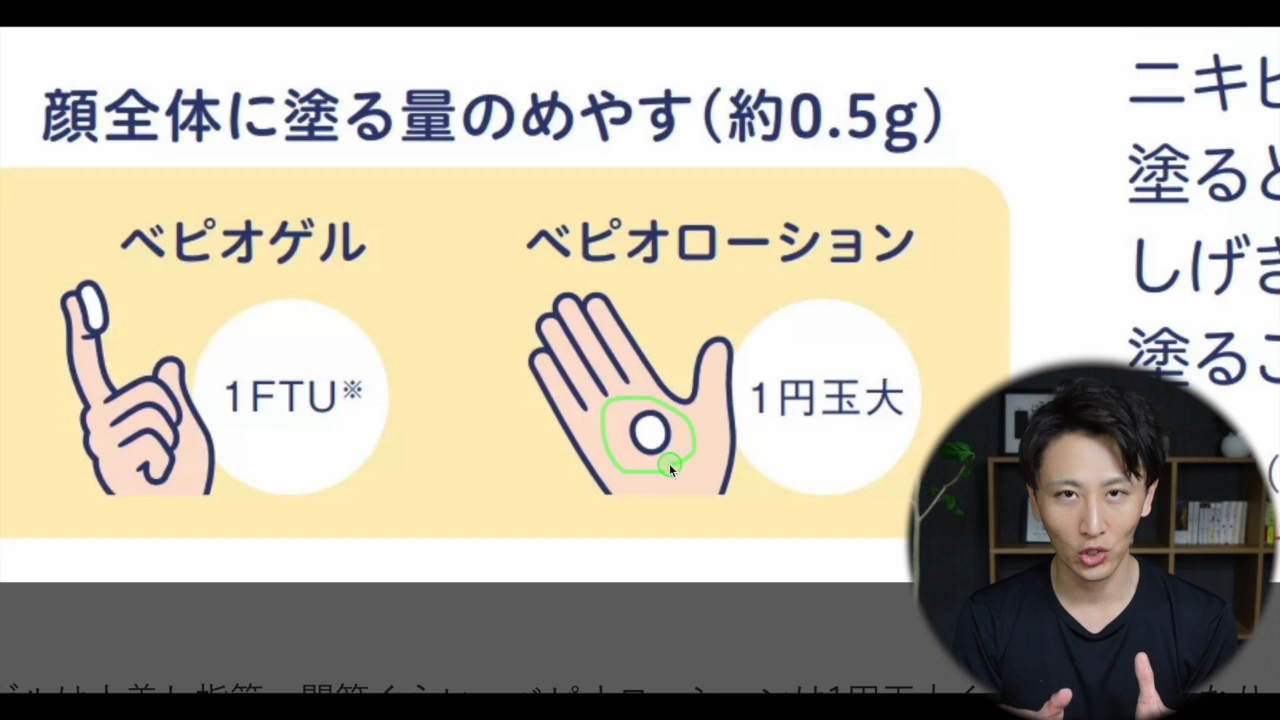 顔全体に塗る量のめやす(約0.5g)
ベピオゲル
ベピオローション
1FTU※
1円玉大
ニキビ
塗ると
しげき
塗るこ